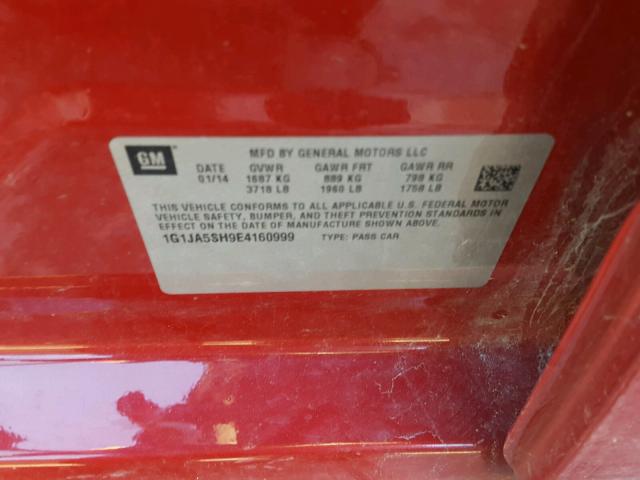 GM
MFD BY GENERAL MOTORS LLC
DATE GVWR GAWR FRT GAWR RR
01/14 1687 KG 889 KG 798 KG
3718 LB 1960 LB 1758 LB
THIS VEHICLE CONFORMS TO ALL APPLICABLE U.S. FEDERAL MOTOR
VEHICLE SAFETY, BUMPER, AND THEFT PREVENTION STANDARDS IN
EFFECT ON THE DATE OF MANUFACTURE SHOWN ABOVE.
1G1JA5SH9E4160999 TYPE: PASS CAR